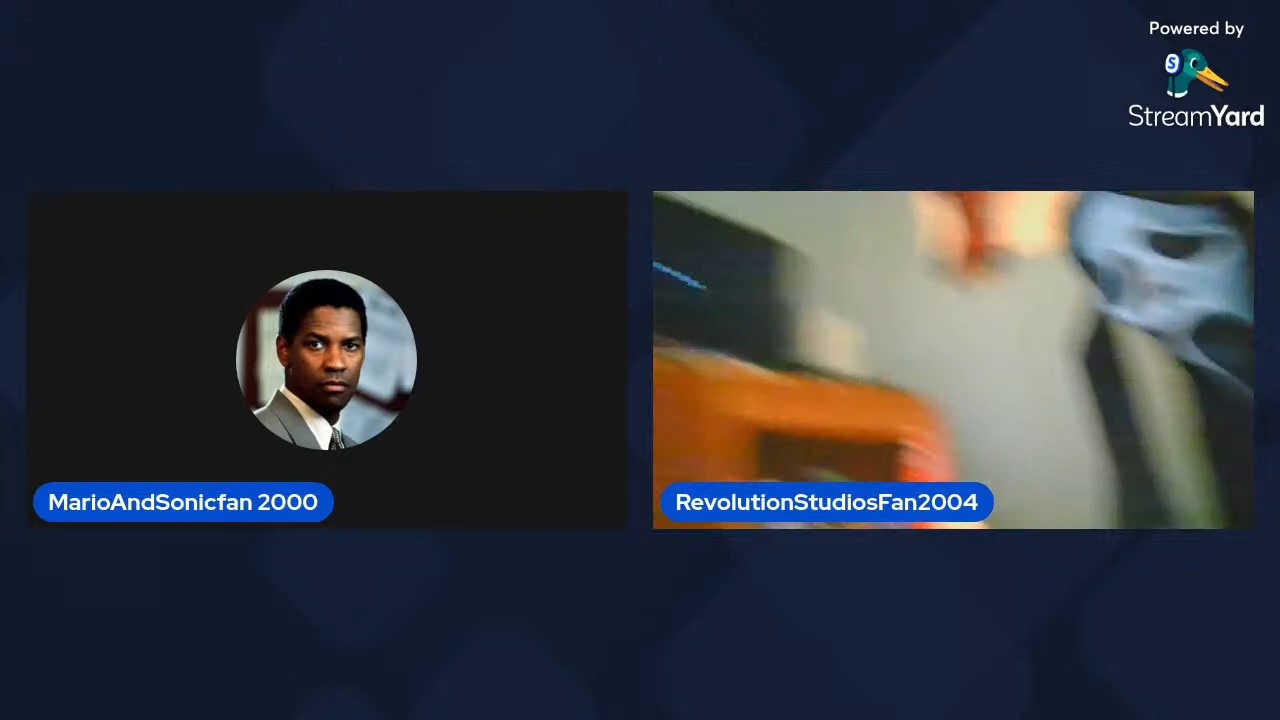 Powered by
S
StreamYard
MarioAndSonicfan 2000
RevolutionStudiosFan2004